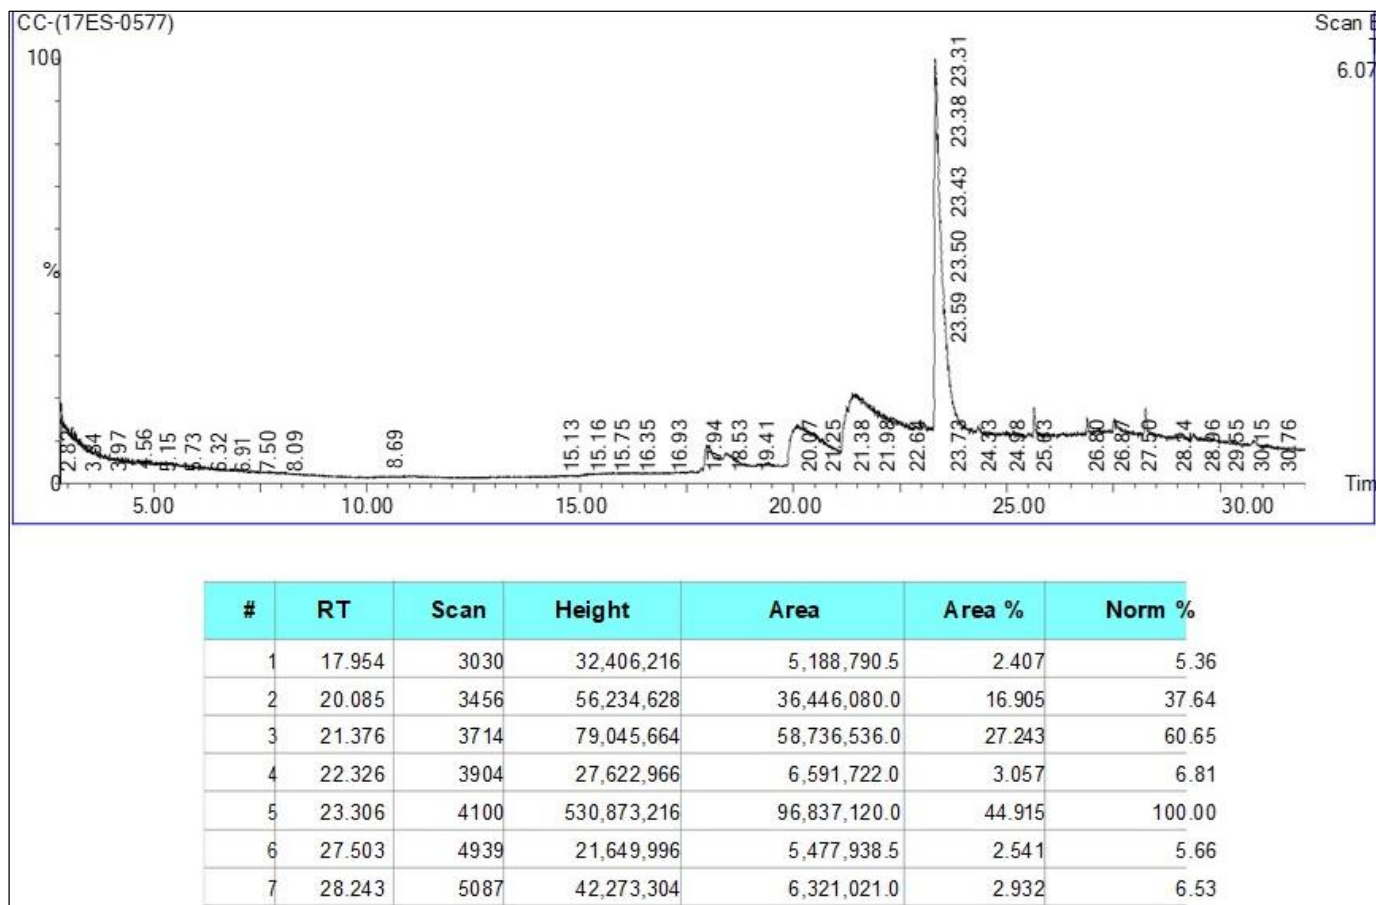 CC-(17ES-0577)
Scan E
6.07
100
%
0
23.59 23.50 23.43 23.38 23.31
3.97
5.15 5.73 6.32 6.91 7.50 8.09 8.69 15.13 15.16 15.75 16.35 16.93 17.94 18.53 19.41 20.07 21.25 21.38 21.98 22.64 23.73 24.33 24.98 25.63 26.80 26.87 27.50 28.24 28.96 29.55 30.15 30.76
5.00 10.00 15.00 20.00 25.00 30.00
Tim
# RT Scan Height Area Area % Norm %
1 17.954 3030 32,406,216 5,188,790.5 2.407 5.36
2 20.085 3456 56,234,628 36,446,080.0 16.905 37.64
3 21.376 3714 79,045,664 58,736,536.0 27.243 60.65
4 22.326 3904 27,622,966 6,591,722.0 3.057 6.81
5 23.306 4100 530,873,216 96,837,120.0 44.915 100.00
6 27.503 4939 21,649,996 5,477,938.5 2.541 5.66
7 28.243 5087 42,273,304 6,321,021.0 2.932 6.53